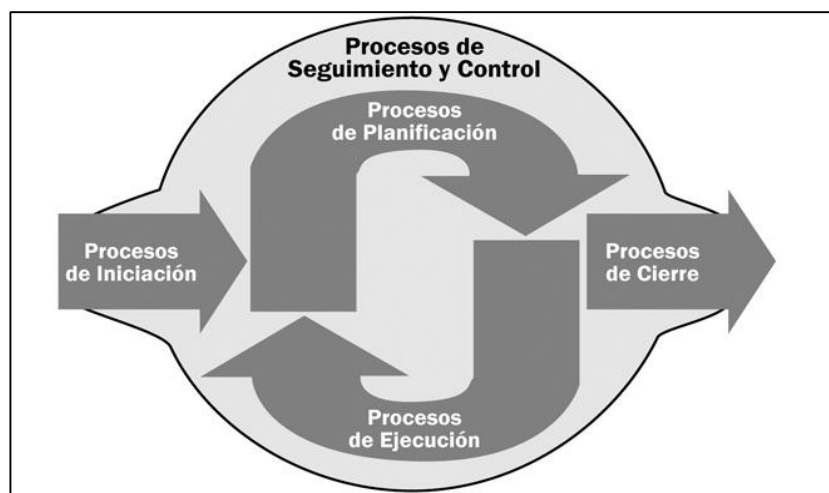 Procesos de
Seguimiento y Control
Procesos
de Planificación
Procesos
de Iniciación
Procesos
de Cierre
Procesos
de Ejecución